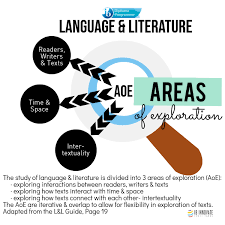 Diploma Programme
LANGUAGE & LITERATURE
Readers,
Writers
& Texts
Time &
Space
Inter-
textuality
AOE
AREAS
of exploration
The study of language & literature is divided into 3 areas of exploration (AoE):
· exploring interactions between readers, writers & texts
· exploring how texts interact with time & space
· exploring how texts connect with each other- intertextuality
The AoE are iterative & overlap to allow for flexibility in exploration of texts.
Adapted from the L&L Guide, Page 19